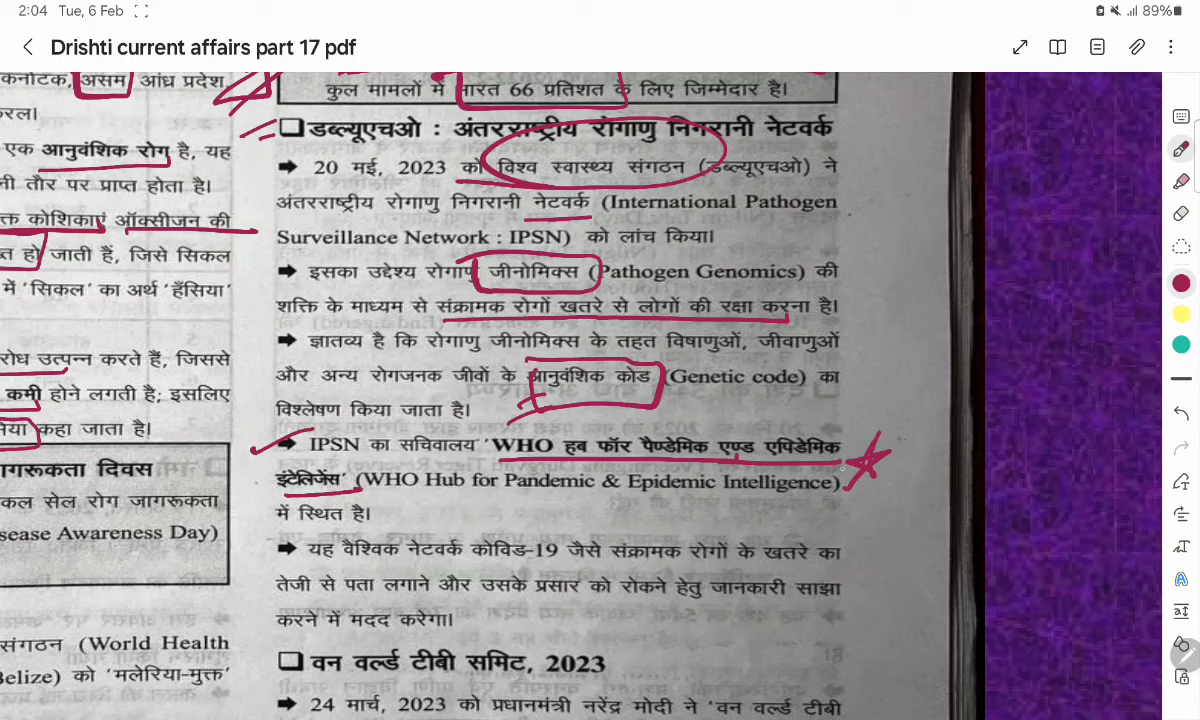 2:04 Tue, 6 Feb
89%
Drishti current affairs part 17 pdf
कर्नाटक, असम आंध्र प्रदेश,
एक आनुवंशिक रोग है, यह
तौर पर प्राप्त होता है।
कोशिकाएं ऑक्सीजन की
हो जाती हैं, जिसे सिकल
में 'सिकल' का अर्थ 'हँसिया'
उत्पन्न करते हैं, जिससे
कमी होने लगती है; इसलिए
कहा जाता है।
जागरूकता दिवस
सेल रोग जागरूकता
Disease Awareness Day)
संगठन (World Health
Belize) को 'मलेरिया-मुक्त'
कुल मामलों में भारत 66 प्रतिशत के लिए जिम्मेदार है।
डब्ल्यूएचओ : अंतरराष्ट्रीय रोगाणु निगरानी नेटवर्क
20 मई, 2023 को विश्व स्वास्थ्य संगठन (डब्ल्यूएचओ) ने
अंतरराष्ट्रीय रोगाणु निगरानी नेटवर्क (International Pathogen
Surveillance Network : IPSN) को लांच किया।
इसका उद्देश्य रोगाणु जीनोमिक्स (Pathogen Genomics) की
शक्ति के माध्यम से संक्रामक रोगों खतरे से लोगों की रक्षा करना है।
ज्ञातव्य है कि रोगाणु जीनोमिक्स के तहत विषाणुओं, जीवाणुओं
और अन्य रोगजनक जीवों के आनुवंशिक कोड (Genetic code) का
विश्लेषण किया जाता है।
IPSN का सचिवालय 'WHO हब फॉर पैण्डेमिक एण्ड एपिडेमिक
इंटेलिजेंस' (WHO Hub for Pandemic & Epidemic Intelligence)
में स्थित है।
यह वैश्विक नेटवर्क कोविड-19 जैसे संक्रामक रोगों के खतरे का
तेजी से पता लगाने और उसके प्रसार को रोकने हेतु जानकारी साझा
करने में मदद करेगा।
वन वर्ल्ड टीबी समिट, 2023
24 मार्च, 2023 को प्रधानमंत्री नरेंद्र मोदी ने 'वन वर्ल्ड टीबी